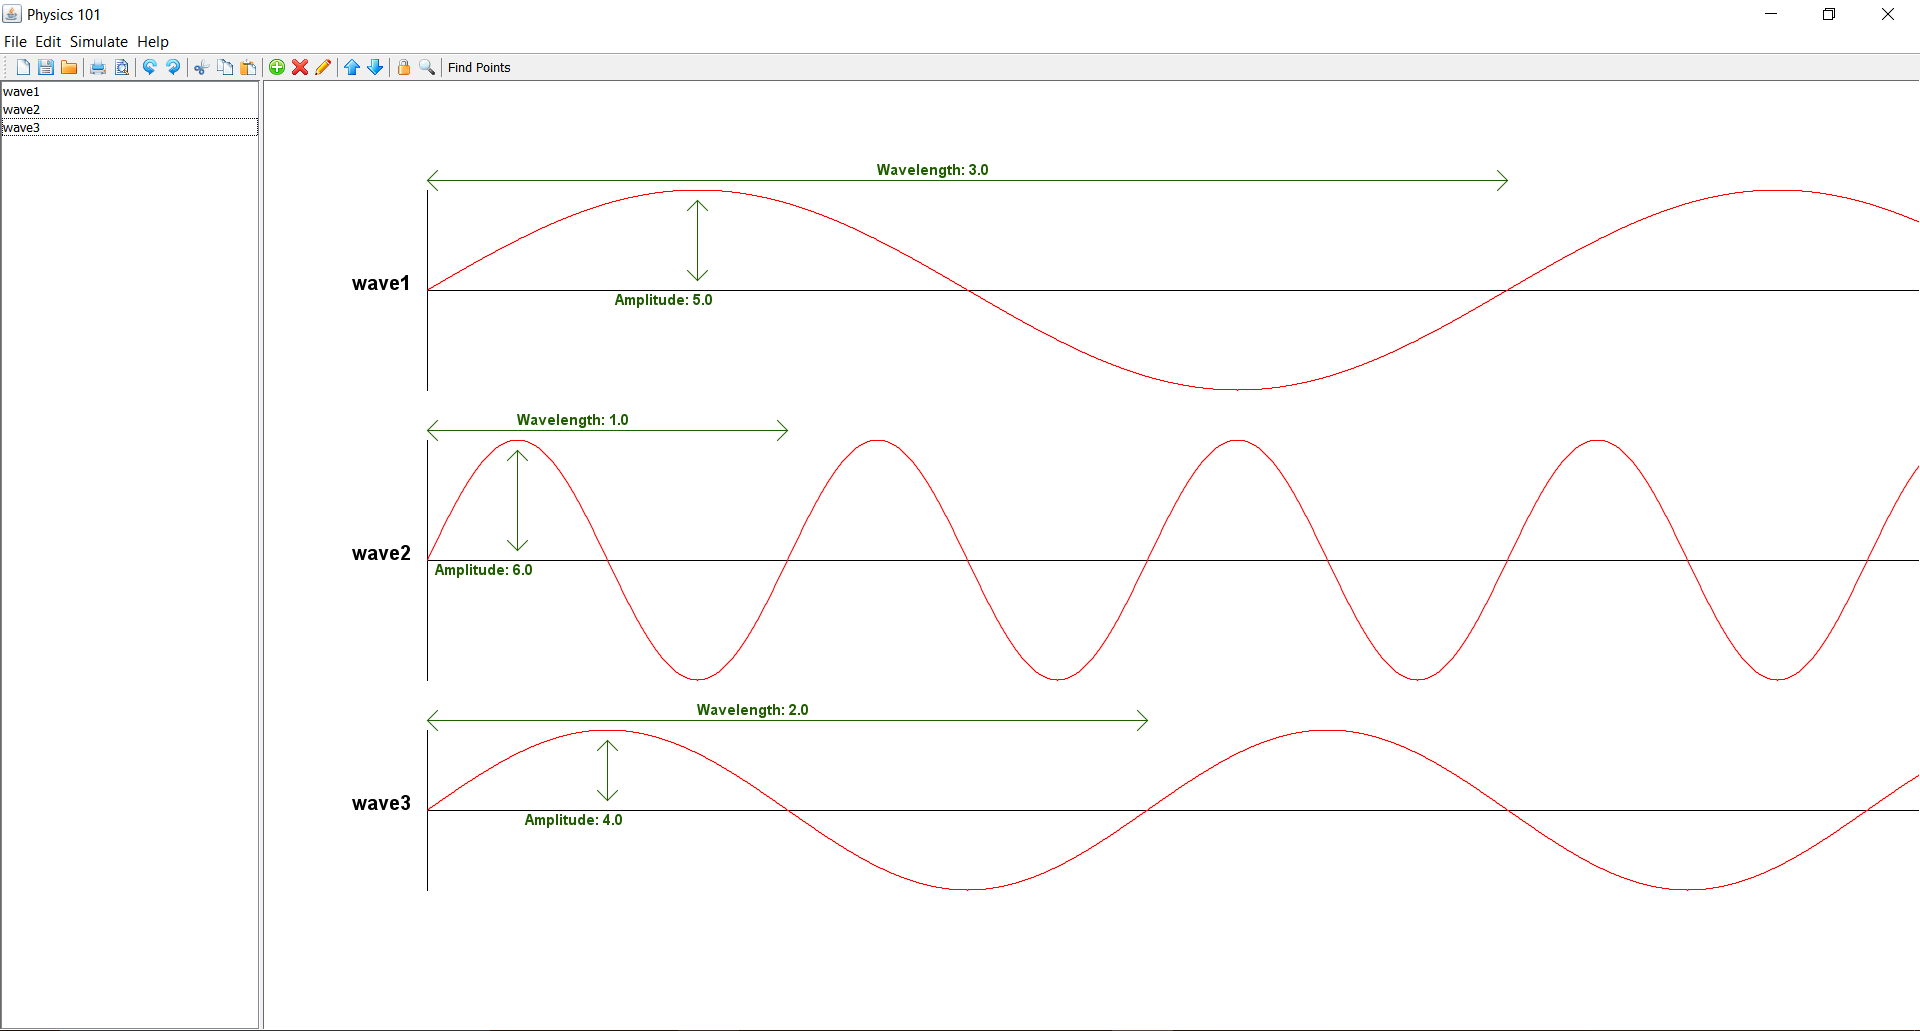 Physics 101
File Edit Simulate Help
Find Points
wave1
wave2
wave3
Wavelength: 3.0
wave1
Amplitude: 5.0
Wavelength: 1.0
wave2
Amplitude: 6.0
Wavelength: 2.0
wave3
Amplitude: 4.0